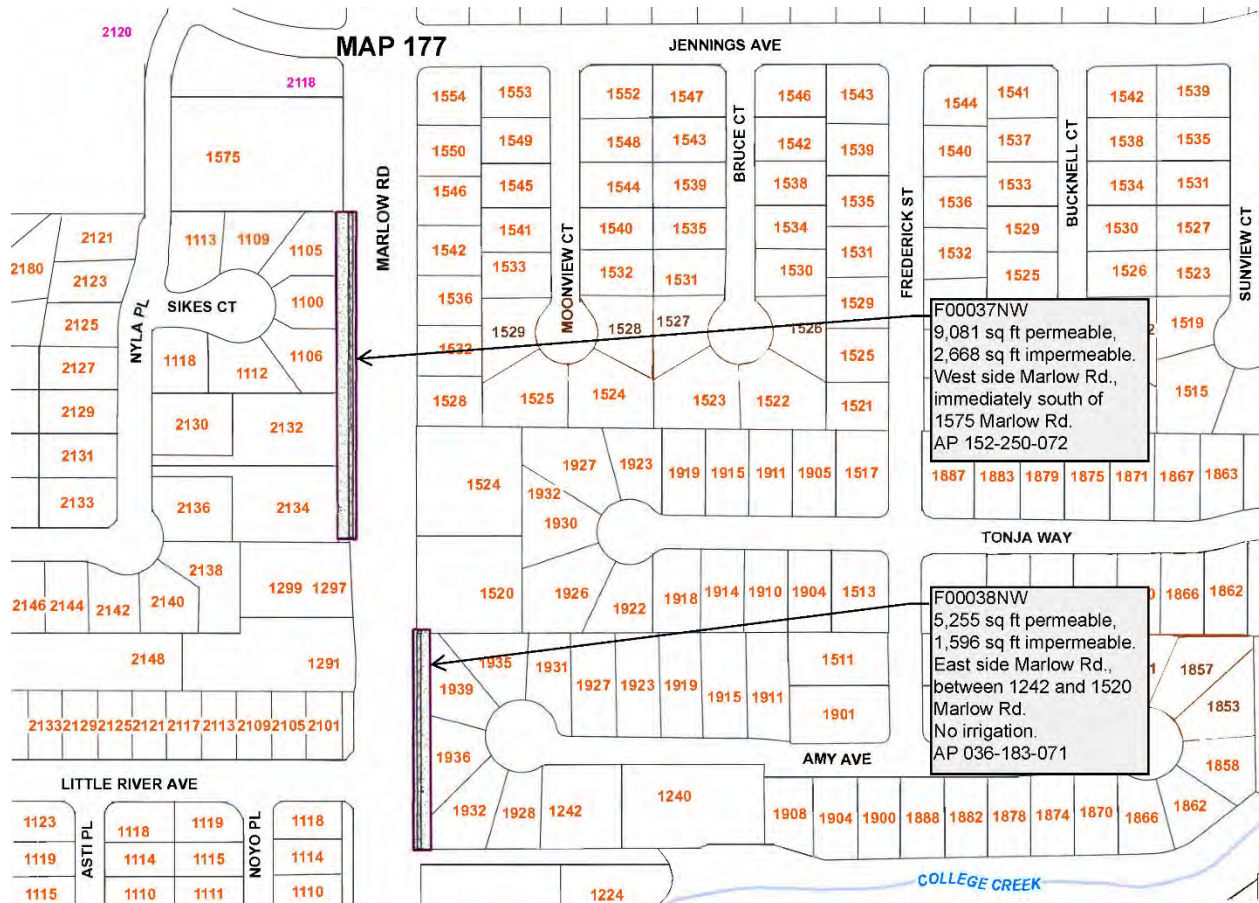 2120
MAP 177
JENNINGS AVE
2118
1554 1553 1552 1547 1546 1543 1544 1541 1542 1539
1575
MARLOW RD
MOONVIEW CT
BRUCE CT
FREDERICK ST
BUCKNELL CT
SUNVIEW CT
1550 1549 1548 1543 1542 1539 1540 1537 1538 1535
1546 1545 1544 1539 1538 1535 1536 1533 1534 1531
2121 1113 1109 1105
1542 1541 1540 1535 1534 1531 1532 1529 1530 1527
2180 2123
1533 1532 1531 1530 1529 1525 1526 1523
NYLA PL
SIKES CT
1100
1536
2125
1529 1528 1527 1526 1519
2127 1118 1112 1106
1532 1525 1515
F00037NW
9,081 sq ft permeable,
2,668 sq ft impermeable.
West side Marlow Rd.,
immediately south of
1575 Marlow Rd.
AP 152-250-072
2129 2130 2132
1528 1525 1524 1523 1522 1521
2131
1524 1927 1923 1919 1915 1911 1905 1517 1887 1883 1879 1875 1871 1867 1863
2133 2136 2134
1932
1930
TONJA WAY
2138
1299 1297
2146 2144 2142 2140
1520 1926 1922 1918 1914 1910 1904 1513 1866 1862
F00038NW
5,255 sq ft permeable,
1,596 sq ft impermeable.
East side Marlow Rd.,
between 1242 and 1520
Marlow Rd.
No irrigation.
AP 036-183-071
2148 1291
1935 1931 1511 1857
1939 1927 1923 1919 1915 1911 1901 1853
2133 2129 2125 2121 2117 2113 2109 2105 2101
1936
AMY AVE
1858
LITTLE RIVER AVE
1932 1928 1242 1240 1908 1904 1900 1888 1882 1878 1874 1870 1866 1862
1123 1118 1119 1118
ASTI PL
NOYO PL
1119 1114 1115 1114
1115 1110 1111 1110
1224
COLLEGE CREEK